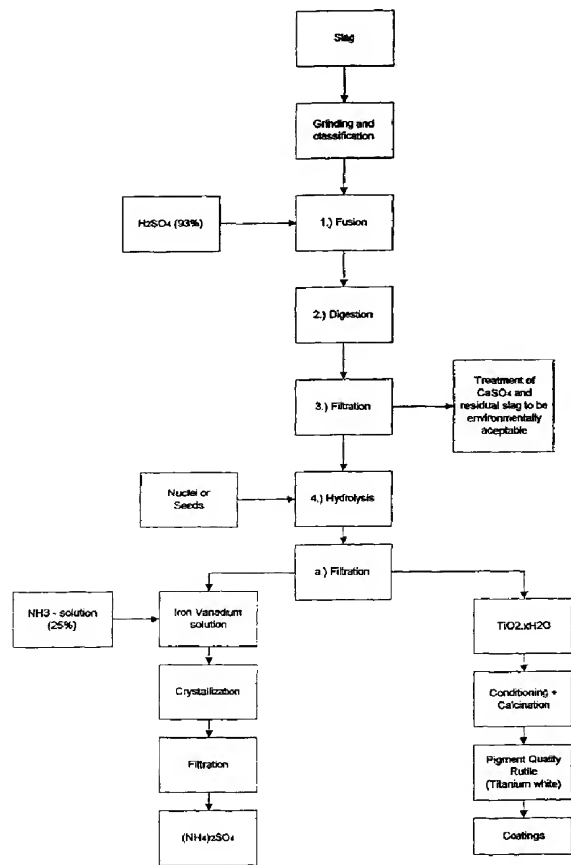 Slag
Grinding and
classification
H2SO4 (93%)
1.) Fusion
2.) Digestion
3.) Filtration
Treatment of
CaSO4 and
residual slag to be
environmentally
aceptable
Nuclei or
Seeds
4.) Hydrolysis
a.) Filtration
NH3 - solution
(25%)
Iron Vanadium
solution
TiO2.xH2O
Crystallization
Conditioning +
Calcination
Filtration
Pigment Quality
Rutile
(Titanium white)
(NH4)2SO4
Coatings